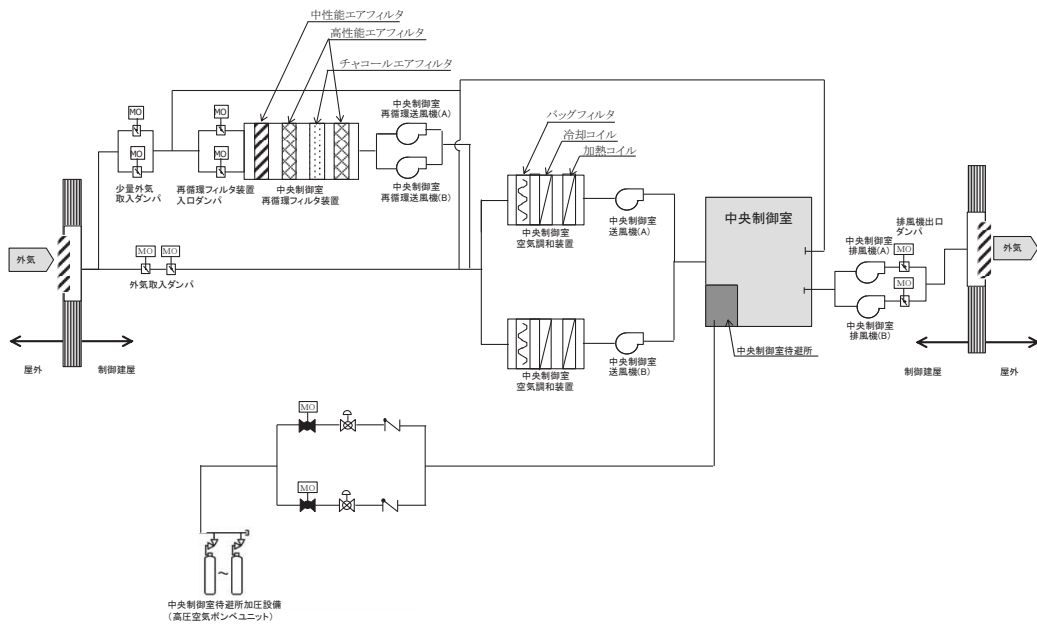 中性能エアフィルタ
高性能エアフィルタ
チャコールエアフィルタ
MO
MO
MO
MO
中央制御室
再循環送風機(A)
中央制御室
再循環送風機(B)
少量外気
取入ダンパ
再循環フィルタ装置
入口ダンパ
中央制御室
再循環フィルタ装置
バッグフィルタ
冷却コイル
加熱コイル
外気
MO
MO
外気取入ダンパ
中央制御室
空気調和装置
中央制御室
送風機(A)
中央制御室
中央制御室待避所
中央制御室
排風機(A)
排風機出口
ダンパ
MO
MO
中央制御室
排風機(B)
外気
中央制御室
空気調和装置
中央制御室
送風機(B)
屋外
制御建屋
制御建屋
屋外
MO
MO
~
中央制御室待避所加圧設備
(高圧空気ボンベユニット)